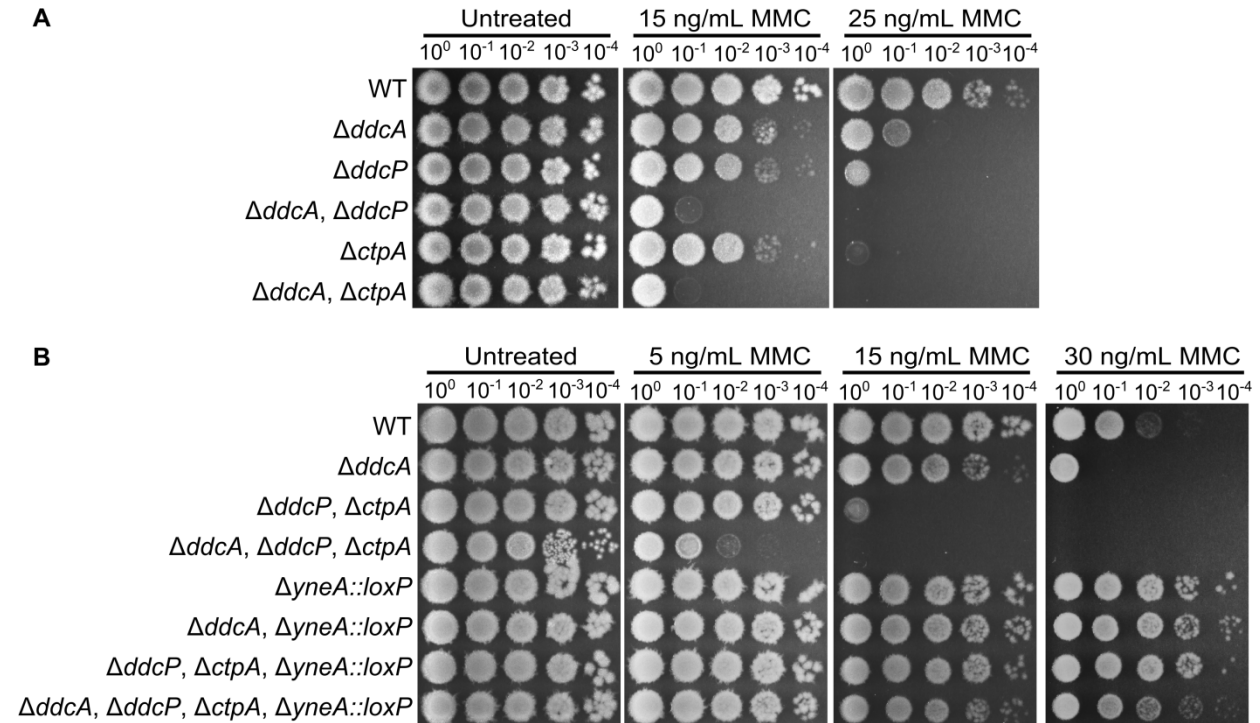 A
Untreated 15 ng/mL MMC 25 ng/mL MMC
10⁰ 10⁻¹ 10⁻² 10⁻³ 10⁻⁴ 10⁰ 10⁻¹ 10⁻² 10⁻³ 10⁻⁴ 10⁰ 10⁻¹ 10⁻² 10⁻³ 10⁻⁴
WT
ΔddcA
ΔddcP
ΔddcA, ΔddcP
ΔctpA
ΔddcA, ΔctpA
B
Untreated 5 ng/mL MMC 15 ng/mL MMC 30 ng/mL MMC
10⁰ 10⁻¹ 10⁻² 10⁻³ 10⁻⁴ 10⁰ 10⁻¹ 10⁻² 10⁻³ 10⁻⁴ 10⁰ 10⁻¹ 10⁻² 10⁻³ 10⁻⁴ 10⁰ 10⁻¹ 10⁻² 10⁻³ 10⁻⁴
WT
ΔddcA
ΔddcP, ΔctpA
ΔddcA, ΔddcP, ΔctpA
ΔyneA::loxP
ΔddcA, ΔyneA::loxP
ΔddcP, ΔctpA, ΔyneA::loxP
ΔddcA, ΔddcP, ΔctpA, ΔyneA::loxP